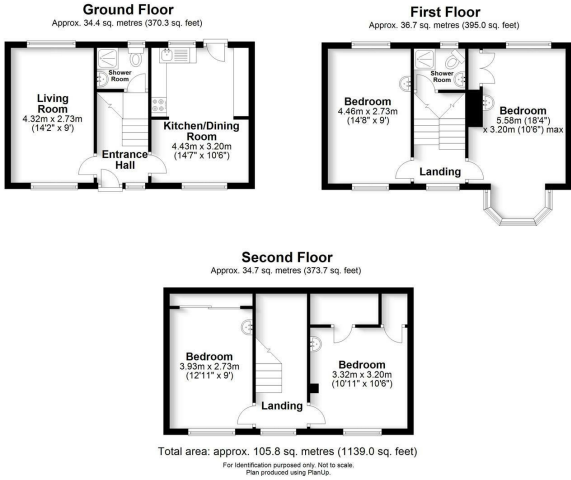 Ground Floor
Approx. 34.4 sq. metres (370.3 sq. feet)
Shower
Room
Living
Room
4.32m x 2.73m
(14'2" x 9')
Kitchen/Dining
Room
4.43m x 3.20m
(14'7" x 10'6")
Entrance
Hall
First Floor
Approx. 36.7 sq. metres (395.0 sq. feet)
Shower
Room
Bedroom
4.46m x 2.73m
(14'8" x 9')
Bedroom
5.58m (18'4")
x 3.20m (10'6") max
Landing
Second Floor
Approx. 34.7 sq. metres (373.7 sq. feet)
Bedroom
3.93m x 2.73m
(12'11" x 9')
Bedroom
3.32m x 3.20m
(10'11" x 10'6")
Landing
Total area: approx. 105.8 sq. metres (1139.0 sq. feet)
For Identification purposed only. Not to scale.
Plan produced using PlanUp.